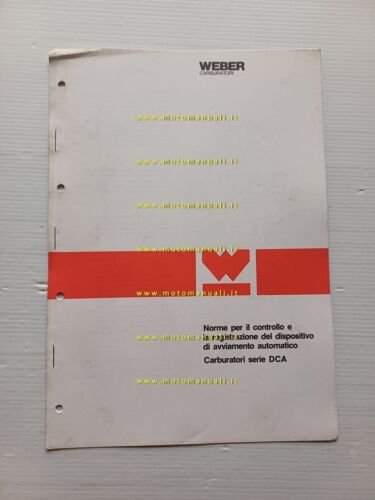 WEBER
CARBURATORI
www.motomanuali.it
www.motomanuali.it
www.motomanuali.it
www.motomanuali.it
www.motomanuali.it
Norme per il controllo e
la registrazione del dispositivo
www.motomanuali.it
di avviamento automatico
Carburatori serie DCA
www.motomanuali.it